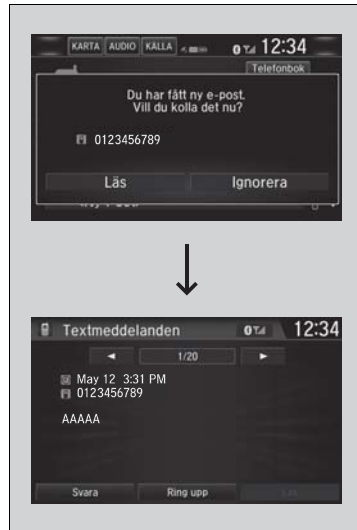 KARTA AUDIO KÄLLA 12:34
Telefonbok
Du har fått ny e-post.
Vill du kolla det nu?
0123456789
Läs Ignorera
Textmeddelanden 12:34
1/20
May 12 3:31 PM
0123456789
AAAAA
Svara Ring upp Läs